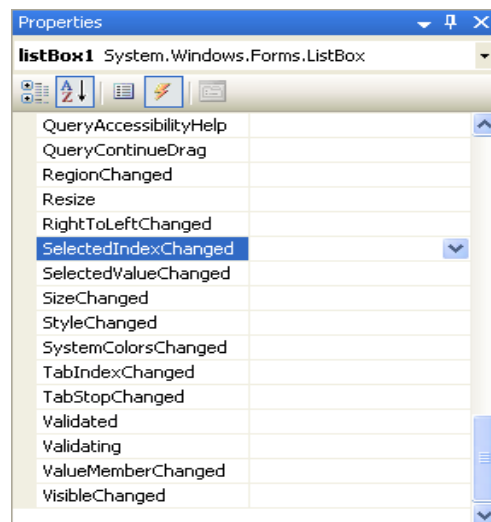 Properties
listBox1 System.Windows.Forms.ListBox
A
Z
QueryAccessibilityHelp
QueryContinueDrag
RegionChanged
Resize
RightToLeftChanged
SelectedIndexChanged
SelectedValueChanged
SizeChanged
StyleChanged
SystemColorsChanged
TabIndexChanged
TabStopChanged
Validated
Validating
ValueMemberChanged
VisibleChanged